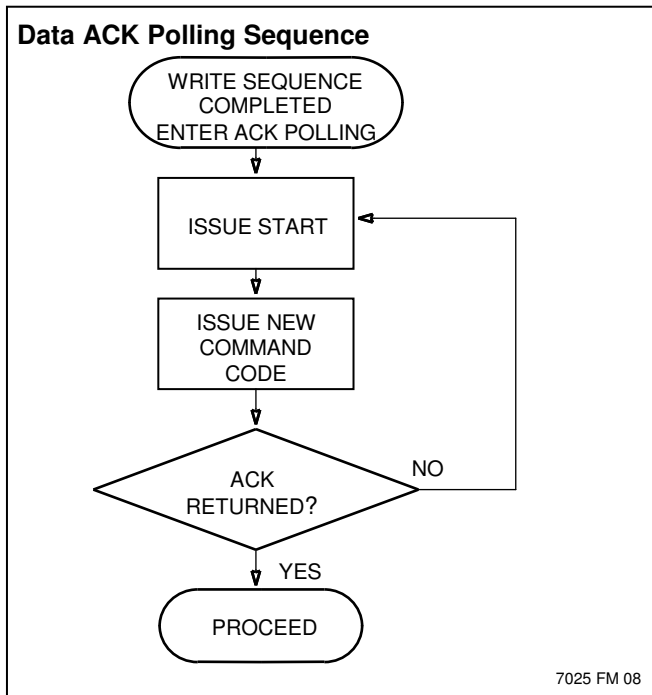 Data ACK Polling Sequence
WRITE SEQUENCE
COMPLETED
ENTER ACK POLLING
ISSUE START
ISSUE NEW
COMMAND
CODE
ACK
RETURNED?
NO
YES
PROCEED
7025 FM 08